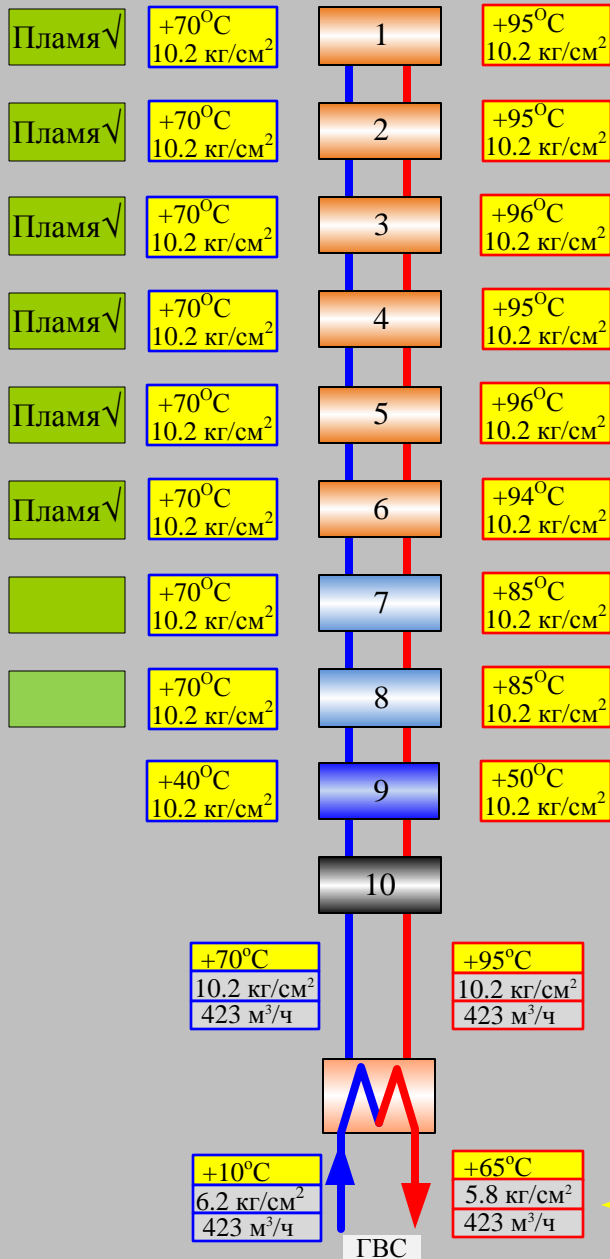 Пламя√
+70°C
10.2 кг/см²
1
+95°C
10.2 кг/см²
Пламя√
+70°C
10.2 кг/см²
2
+95°C
10.2 кг/см²
Пламя√
+70°C
10.2 кг/см²
3
+96°C
10.2 кг/см²
Пламя√
+70°C
10.2 кг/см²
4
+95°C
10.2 кг/см²
Пламя√
+70°C
10.2 кг/см²
5
+96°C
10.2 кг/см²
Пламя√
+70°C
10.2 кг/см²
6
+94°C
10.2 кг/см²
+70°C
10.2 кг/см²
7
+85°C
10.2 кг/см²
+70°C
10.2 кг/см²
8
+85°C
10.2 кг/см²
+40°C
10.2 кг/см²
9
+50°C
10.2 кг/см²
10
+70°C
10.2 кг/см²
423 м³/ч
+95°C
10.2 кг/см²
423 м³/ч
+10°C
6.2 кг/см²
423 м³/ч
+65°C
5.8 кг/см²
423 м³/ч
ГВС